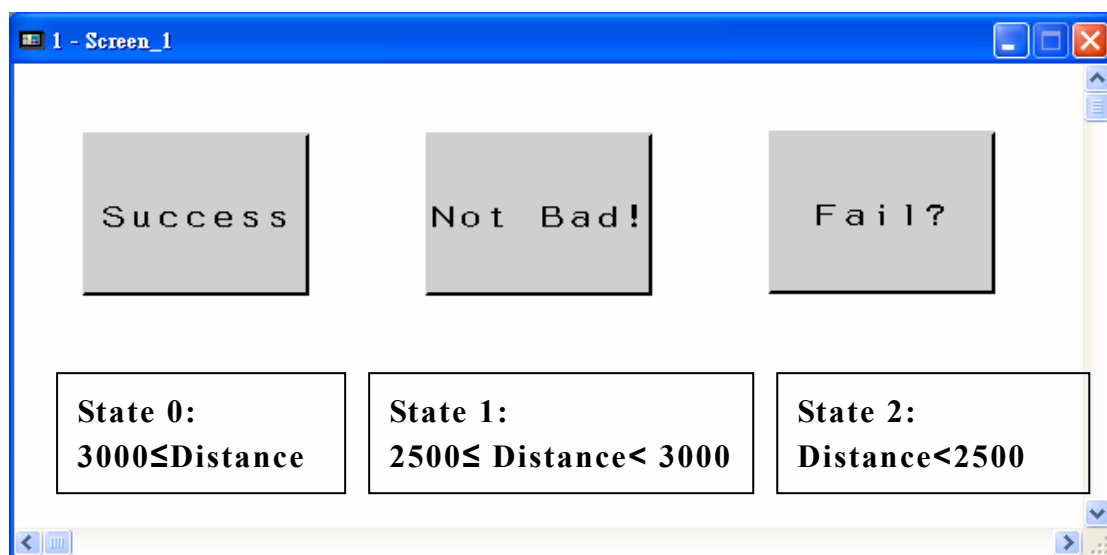 1 - Screen_1
Success
Not Bad!
Fail?
State 0:
3000≤Distance
State 1:
2500≤ Distance< 3000
State 2:
Distance<2500